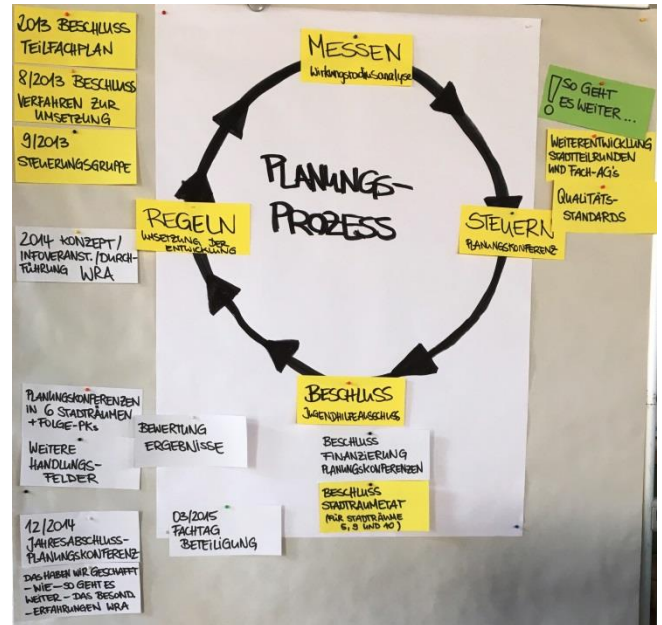 2013 BESCHLUSS
TEILFACHPLAN
8/2013 BESCHLUSS
VERFAHREN ZUR
UMSETZUNG
9/2013
STEUERUNGSGRUPPE
2014 KONZEPT/
INFOVERANST./DURCH-
FÜHRUNG WRA
PLANUNGSKONFERENZEN
IN 6 STADTRÄUMEN
+ FOLGE-PKs
WEITERE
HANDLUNGS-
FELDER
12/2014
JAHRESABSCHLUSS-
PLANUNGSKONFERENZ
DAS HABEN WIR GESCHAFFT
– WIE – SO GEHT ES
WEITER – DAS BESOND.
– ERFAHRUNGEN WRA
BEWERTUNG
ERGEBNISSE
03/2015
FACHTAG
BETEILIGUNG
PLANUNGS-
PROZESS
MESSEN
Wirkungsradiusanalyse
STEUERN
PLANUNGSKONFERENZ
BESCHLUSS
JUGENDHILFEAUSSCHUSS
REGELN
UMSETZUNG DER
ENTWICKLUNG
BESCHLUSS
FINANZIERUNG
PLANUNGSKONFERENZEN
BESCHLUSS
STADTRAUMETAT
(FÜR STADTRÄUME
6, 9 UND 10)
! SO GEHT
ES WEITER...
WEITERENTWICKLUNG
STADTTEILRUNDEN
UND FACH-AG's
QUALITÄTS-
STANDARDS